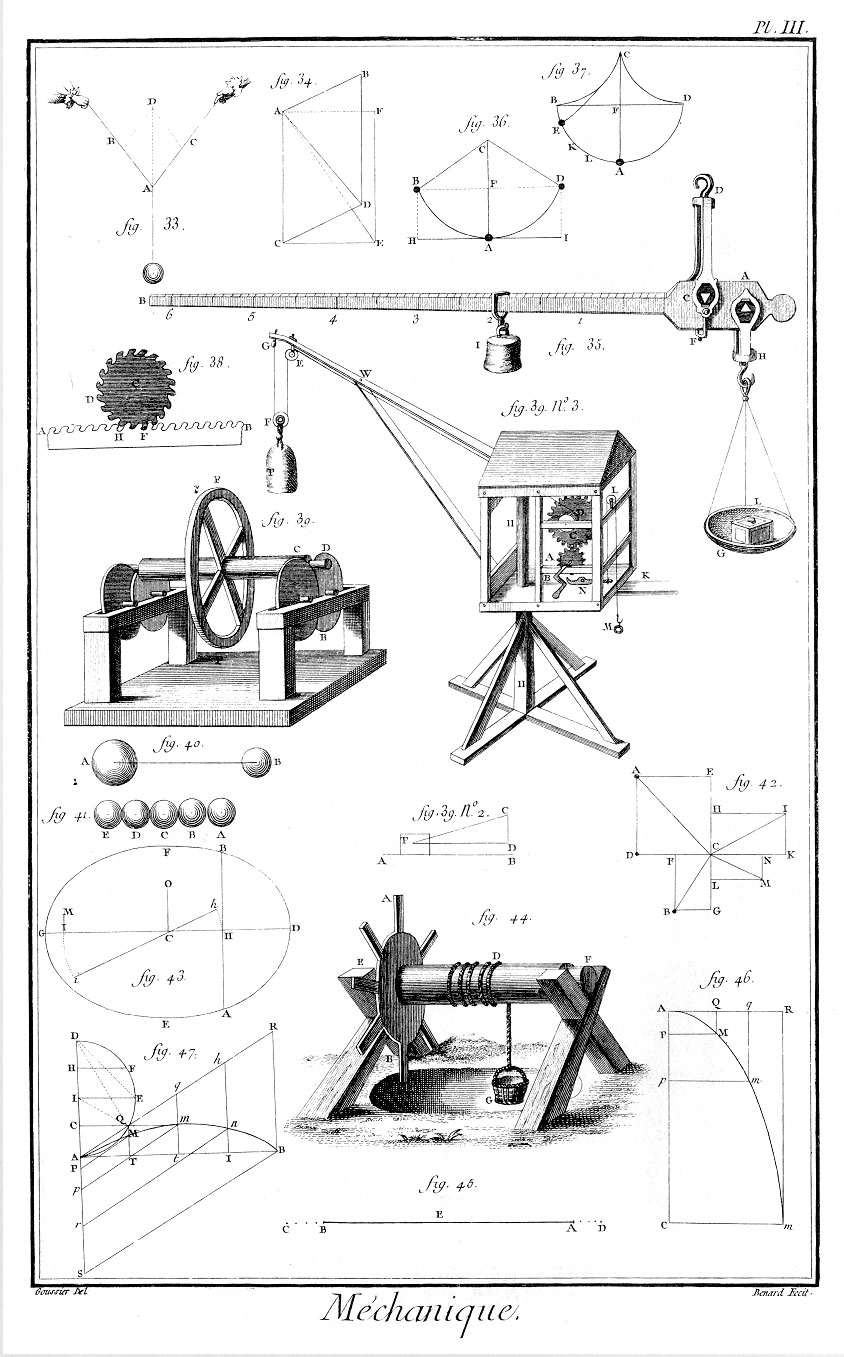 Pl. III.
fig. 33.
D
B
C
A
fig. 34.
B
A
F
D
C
E
fig. 36.
C
B
F
D
H
A
I
fig. 37.
C
B
F
D
E
K
L
A
D
A
C
B
6
5
4
3
2
1
I
fig. 35.
F
H
L
G
fig. 38.
C
D
A
B
H
F
fig. 39. N.º 3.
G
E
W
F
P
L
D
H
C
A
B
N
K
M
H
fig. 39.
F
C
D
B
fig. 40.
A
B
fig. 41.
E
D
C
B
A
fig. 39. N.º 2.
C
T
D
A
B
fig. 42.
A
E
H
I
C
D
F
N
K
L
M
B
G
fig. 43.
F
B
O
h
M
I
G
C
H
D
i
A
E
fig. 44.
A
E
D
F
B
G
fig. 46.
A
Q
q
R
P
M
p
m
C
m
fig. 47.
D
R
h
H
F
q
I
E
C
Q
M
m
n
A
B
P
T
t
I
p
r
S
fig. 45.
E
C
B
A
D
Goussier Del
Benard Fecit.
Méchanique.